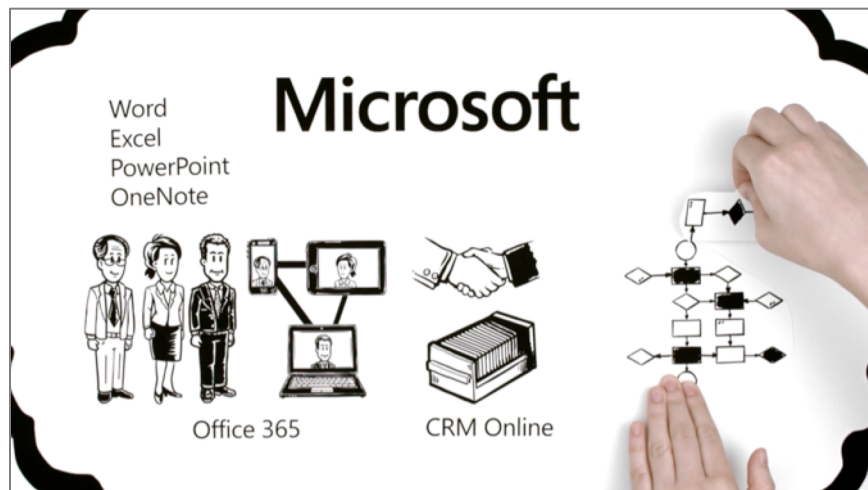 Microsoft
Word
Excel
PowerPoint
OneNote
Office 365
CRM Online